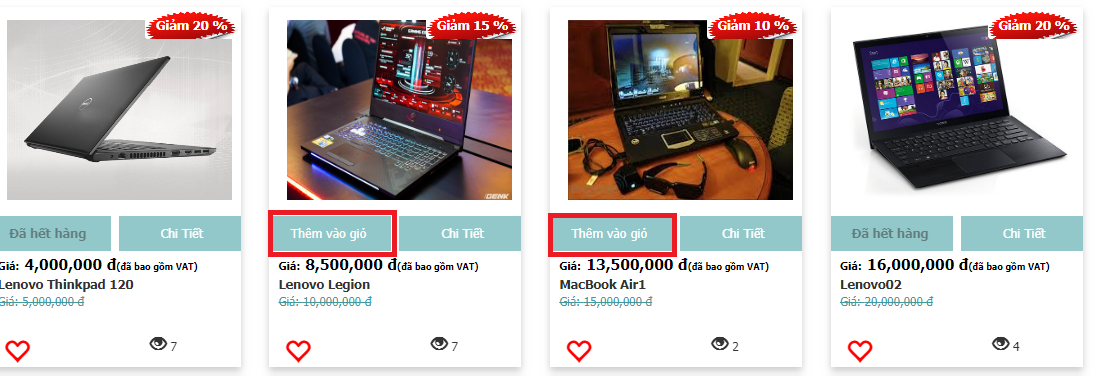 Giảm 20 %
Giảm 15 %
Giảm 10 %
Giảm 20 %
GENK
Đã hết hàng Chi Tiết
Thêm vào giỏ Chi Tiết
Thêm vào giỏ Chi Tiết
Đã hết hàng Chi Tiết
Giá: 4,000,000 đ(đã bao gồm VAT)
Lenovo Thinkpad 120
Giá: 5,000,000 đ
7
Giá: 8,500,000 đ(đã bao gồm VAT)
Lenovo Legion
Giá: 10,000,000 đ
7
Giá: 13,500,000 đ(đã bao gồm VAT)
MacBook Air1
Giá: 15,000,000 đ
2
Giá: 16,000,000 đ(đã bao gồm VAT)
Lenovo02
Giá: 20,000,000 đ
4